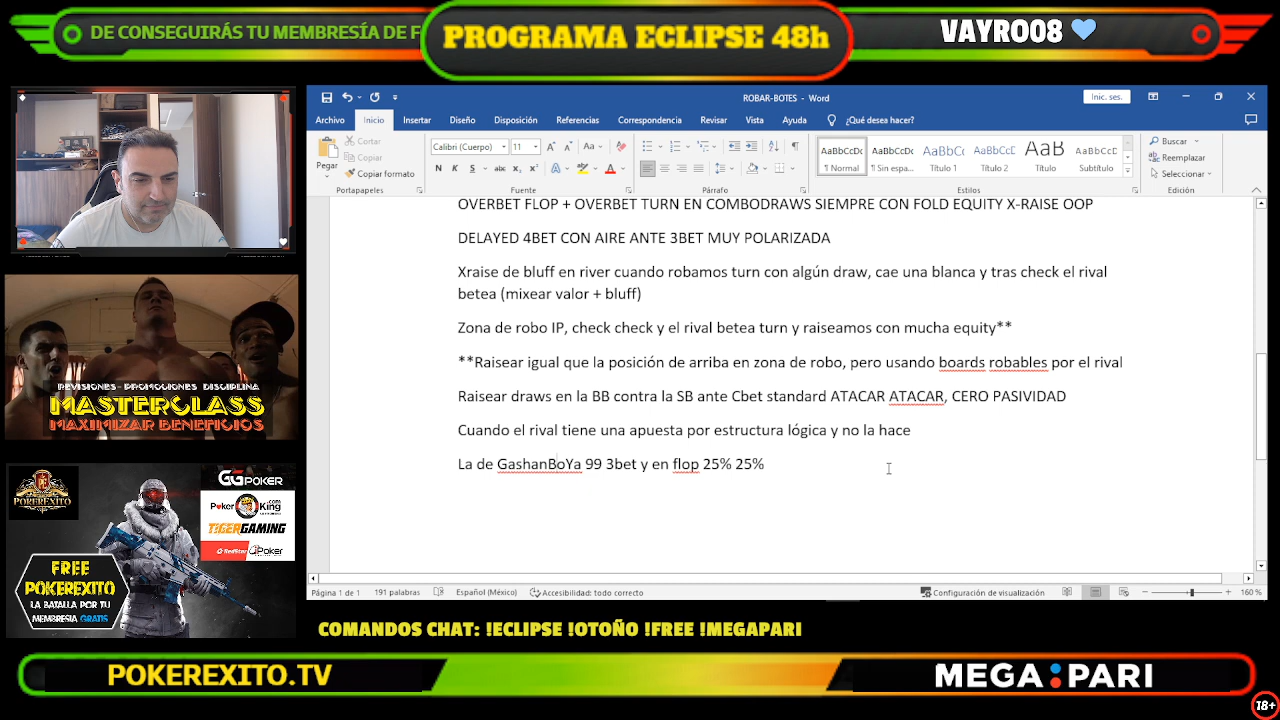 DE CONSEGUIRÁS TU MEMBRESÍA DE F
PROGRAMA ECLIPSE 48h
VAYRO08
ROBAR-BOTES - Word
Inic. ses.
Archivo Inicio Insertar Diseño Disposición Referencias Correspondencia Revisar Vista Ayuda ¿Qué desea hacer?
Pegar
Cortar
Copiar
Copiar formato
Portapapeles
Calibri (Cuerpo) 11
N K S abc x₂ x²
Fuente
Párrafo
AaBbCcDc AaBbCcDc AaBbCc AaBbCcD AaB AaBbCcD
¶ Normal ¶ Sin espa... Título 1 Título 2 Título Subtítulo
Estilos
Buscar
Reemplazar
Seleccionar
Edición
OVERBET FLOP + OVERBET TURN EN COMBODRAWS SIEMPRE CON FOLD EQUITY X-RAISE OOP
DELAYED 4BET CON AIRE ANTE 3BET MUY POLARIZADA
Xraise de bluff en river cuando robamos turn con algún draw, cae una blanca y tras check el rival
betea (mixear valor + bluff)
Zona de robo IP, check check y el rival betea turn y raiseamos con mucha equity**
**Raisear igual que la posición de arriba en zona de robo, pero usando boards robables por el rival
Raisear draws en la BB contra la SB ante Cbet standard ATACAR ATACAR, CERO PASIVIDAD
Cuando el rival tiene una apuesta por estructura lógica y no la hace
La de GashanBoYa 99 3bet y en flop 25% 25%
Página 1 de 1 191 palabras Español (México) Accesibilidad: todo correcto Configuración de visualización 160 %
REVISIONES - PROMOCIONES DISCIPLINA
MASTERCLASS
MAXIMIZAR BENEFICIOS
POKEREXITO
GGPOKER
PokerKing
.com
TIGERGAMING
RedStar Poker
FREE
POKEREXITO
LA BATALLA POR TU
MEMBRESIA GRATIS
COMANDOS CHAT: !ECLIPSE !OTOÑO !FREE !MEGAPARI
POKEREXITO.TV
MEGA PARI
18+